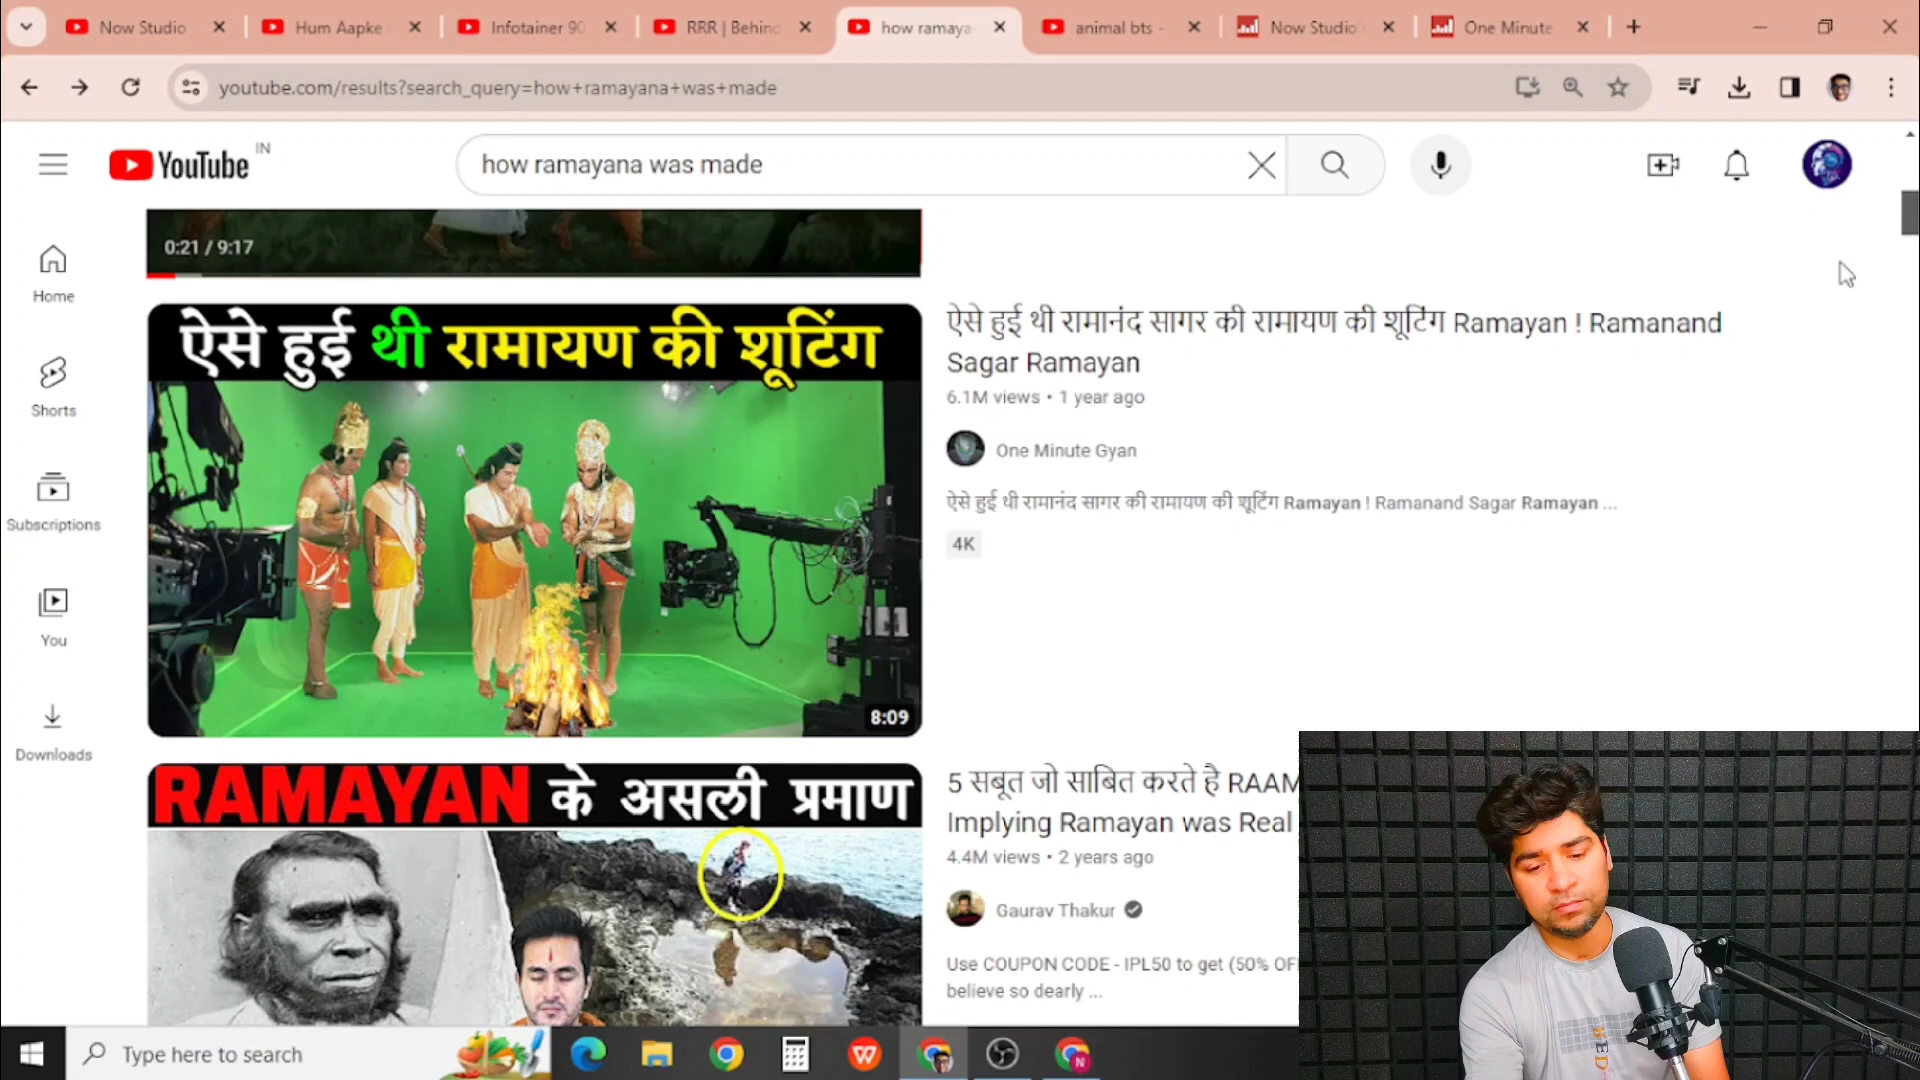 Now Studio
Hum Aapke
Infotainer 90
RRR | Behind
how ramaya
animal bts -
Now Studio'
One Minute
youtube.com/results?search_query=how+ramayana+was+made
YouTube IN
how ramayana was made
Home
Shorts
Subscriptions
You
Downloads
0:21 / 9:17
ऐसे हुई थी रामायण की शूटिंग
8:09
ऐसे हुई थी रामानंद सागर की रामायण की शूटिंग Ramayan ! Ramanand
Sagar Ramayan
6.1M views • 1 year ago
One Minute Gyan
ऐसे हुई थी रामानंद सागर की रामायण की शूटिंग Ramayan ! Ramanand Sagar Ramayan ...
4K
RAMAYAN के असली प्रमाण
5 सबूत जो साबित करते है RAAM
Implying Ramayan was Real
4.4M views • 2 years ago
Gaurav Thakur
Use COUPON CODE - IPL50 to get (50% OF
believe so dearly ...
Type here to search